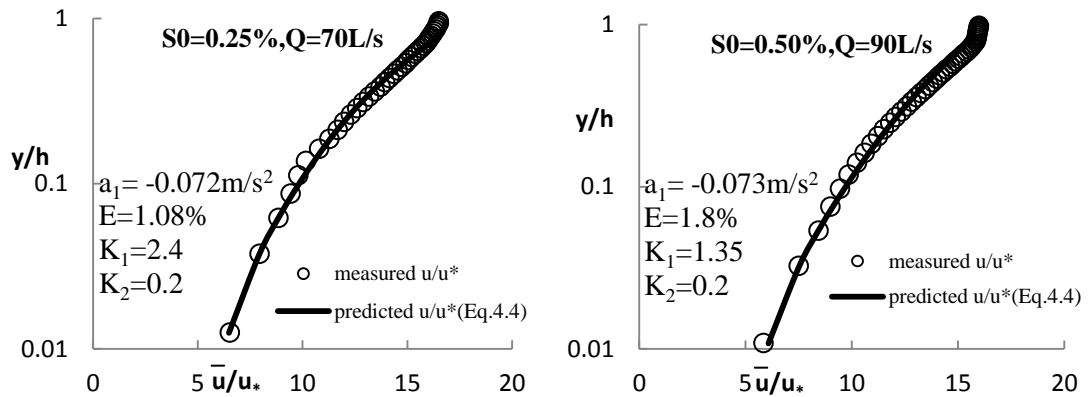 1
S0=0.25%,Q=70L/s
y/h
0.1
a₁= -0.072m/s²
E=1.08%
K₁=2.4
K₂=0.2
measured u/u*
predicted u/u*(Eq.4.4)
0.01
0 5 u̅/u* 10 15 20
1
S0=0.50%,Q=90L/s
y/h
0.1
a₁= -0.073m/s²
E=1.8%
K₁=1.35
K₂=0.2
measured u/u*
predicted u/u*(Eq.4.4)
0.01
0 5 u̅/u* 10 15 20